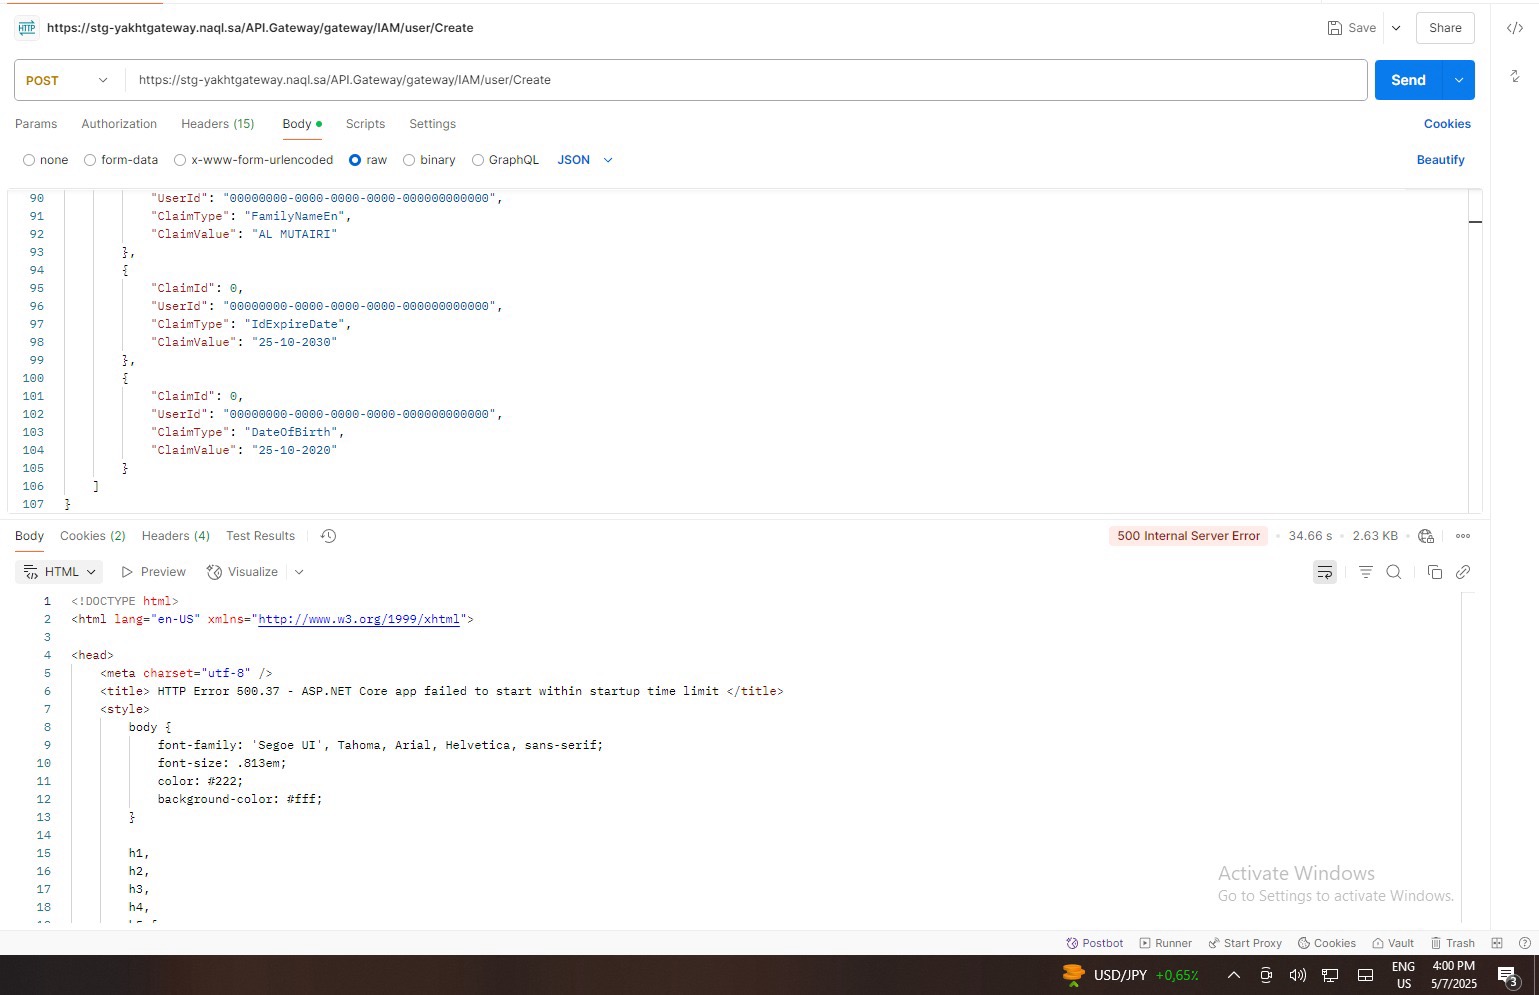 HTTP https://stg-yakhtgateway.naql.sa/API.Gateway/gateway/IAM/user/Create Save Share
POST https://stg-yakhtgateway.naql.sa/API.Gateway/gateway/IAM/user/Create Send
Params Authorization Headers (15) Body Scripts Settings Cookies
none form-data x-www-form-urlencoded raw binary GraphQL JSON Beautify
90 "UserId": "00000000-0000-0000-0000-000000000000",
91 "ClaimType": "FamilyNameEn",
92 "ClaimValue": "AL MUTAIRI"
93 },
94 {
95 "ClaimId": 0,
96 "UserId": "00000000-0000-0000-0000-000000000000",
97 "ClaimType": "IdExpireDate",
98 "ClaimValue": "25-10-2030"
99 },
100 {
101 "ClaimId": 0,
102 "UserId": "00000000-0000-0000-0000-000000000000",
103 "ClaimType": "DateOfBirth",
104 "ClaimValue": "25-10-2020"
105 }
106 ]
107 }
Body Cookies (2) Headers (4) Test Results 500 Internal Server Error • 34.66 s • 2.63 KB •
HTML Preview Visualize
1 <!DOCTYPE html>
2 <html lang="en-US" xmlns="http://www.w3.org/1999/xhtml">
3
4 <head>
5 <meta charset="utf-8" />
6 <title> HTTP Error 500.37 - ASP.NET Core app failed to start within startup time limit </title>
7 <style>
8 body {
9 font-family: 'Segoe UI', Tahoma, Arial, Helvetica, sans-serif;
10 font-size: .813em;
11 color: #222;
12 background-color: #fff;
13 }
14
15 h1,
16 h2,
17 h3,
18 h4,
Activate Windows
Go to Settings to activate Windows.
Postbot Runner Start Proxy Cookies Vault Trash
USD/JPY +0,65% ENG US 4:00 PM 5/7/2025 3